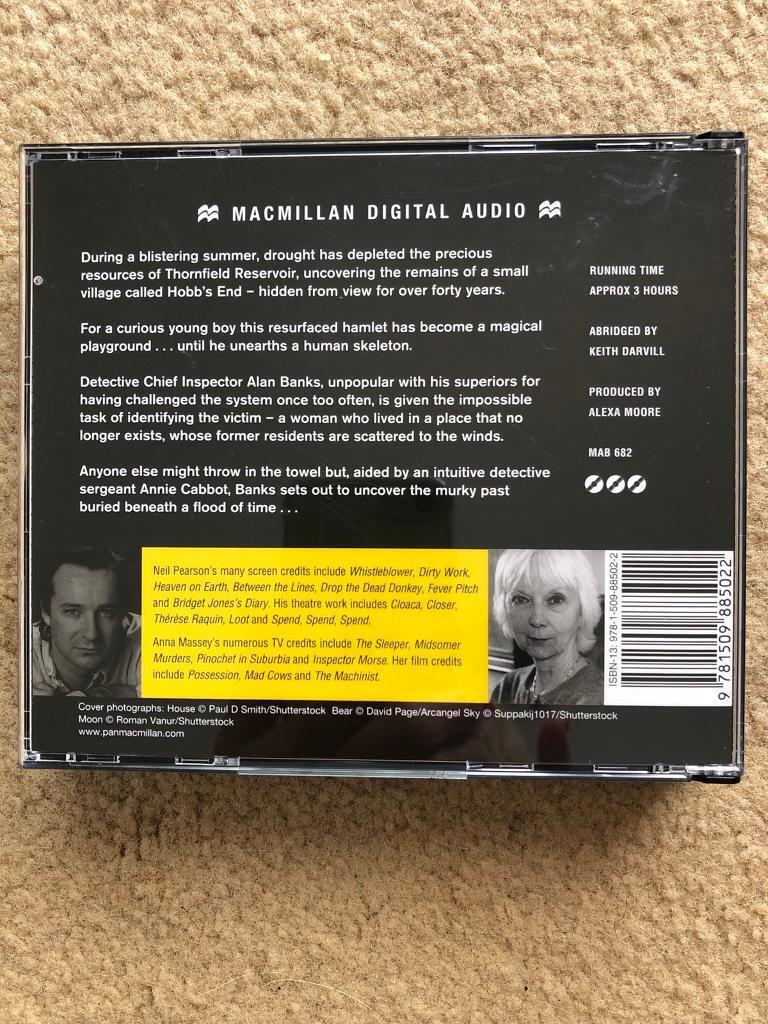 MACMILLAN DIGITAL AUDIO
During a blistering summer, drought has depleted the precious
resources of Thornfield Reservoir, uncovering the remains of a small
village called Hobb's End – hidden from view for over forty years.
For a curious young boy this resurfaced hamlet has become a magical
playground . . . until he unearths a human skeleton.
Detective Chief Inspector Alan Banks, unpopular with his superiors for
having challenged the system once too often, is given the impossible
task of identifying the victim – a woman who lived in a place that no
longer exists, whose former residents are scattered to the winds.
Anyone else might throw in the towel but, aided by an intuitive detective
sergeant Annie Cabbot, Banks sets out to uncover the murky past
buried beneath a flood of time . . .
RUNNING TIME
APPROX 3 HOURS
ABRIDGED BY
KEITH DARVILL
PRODUCED BY
ALEXA MOORE
MAB 682
Neil Pearson's many screen credits include Whistleblower, Dirty Work,
Heaven on Earth, Between the Lines, Drop the Dead Donkey, Fever Pitch
and Bridget Jones's Diary. His theatre work includes Cloaca, Closer,
Thérèse Raquin, Loot and Spend, Spend, Spend.
Anna Massey's numerous TV credits include The Sleeper, Midsomer
Murders, Pinochet in Suburbia and Inspector Morse. Her film credits
include Possession, Mad Cows and The Machinist.
ISBN-13: 978-1-509-88502-2
9 781509 885022
Cover photographs: House © Paul D Smith/Shutterstock Bear © David Page/Arcangel Sky © Suppakij1017/Shutterstock
Moon © Roman Vanur/Shutterstock
www.panmacmillan.com